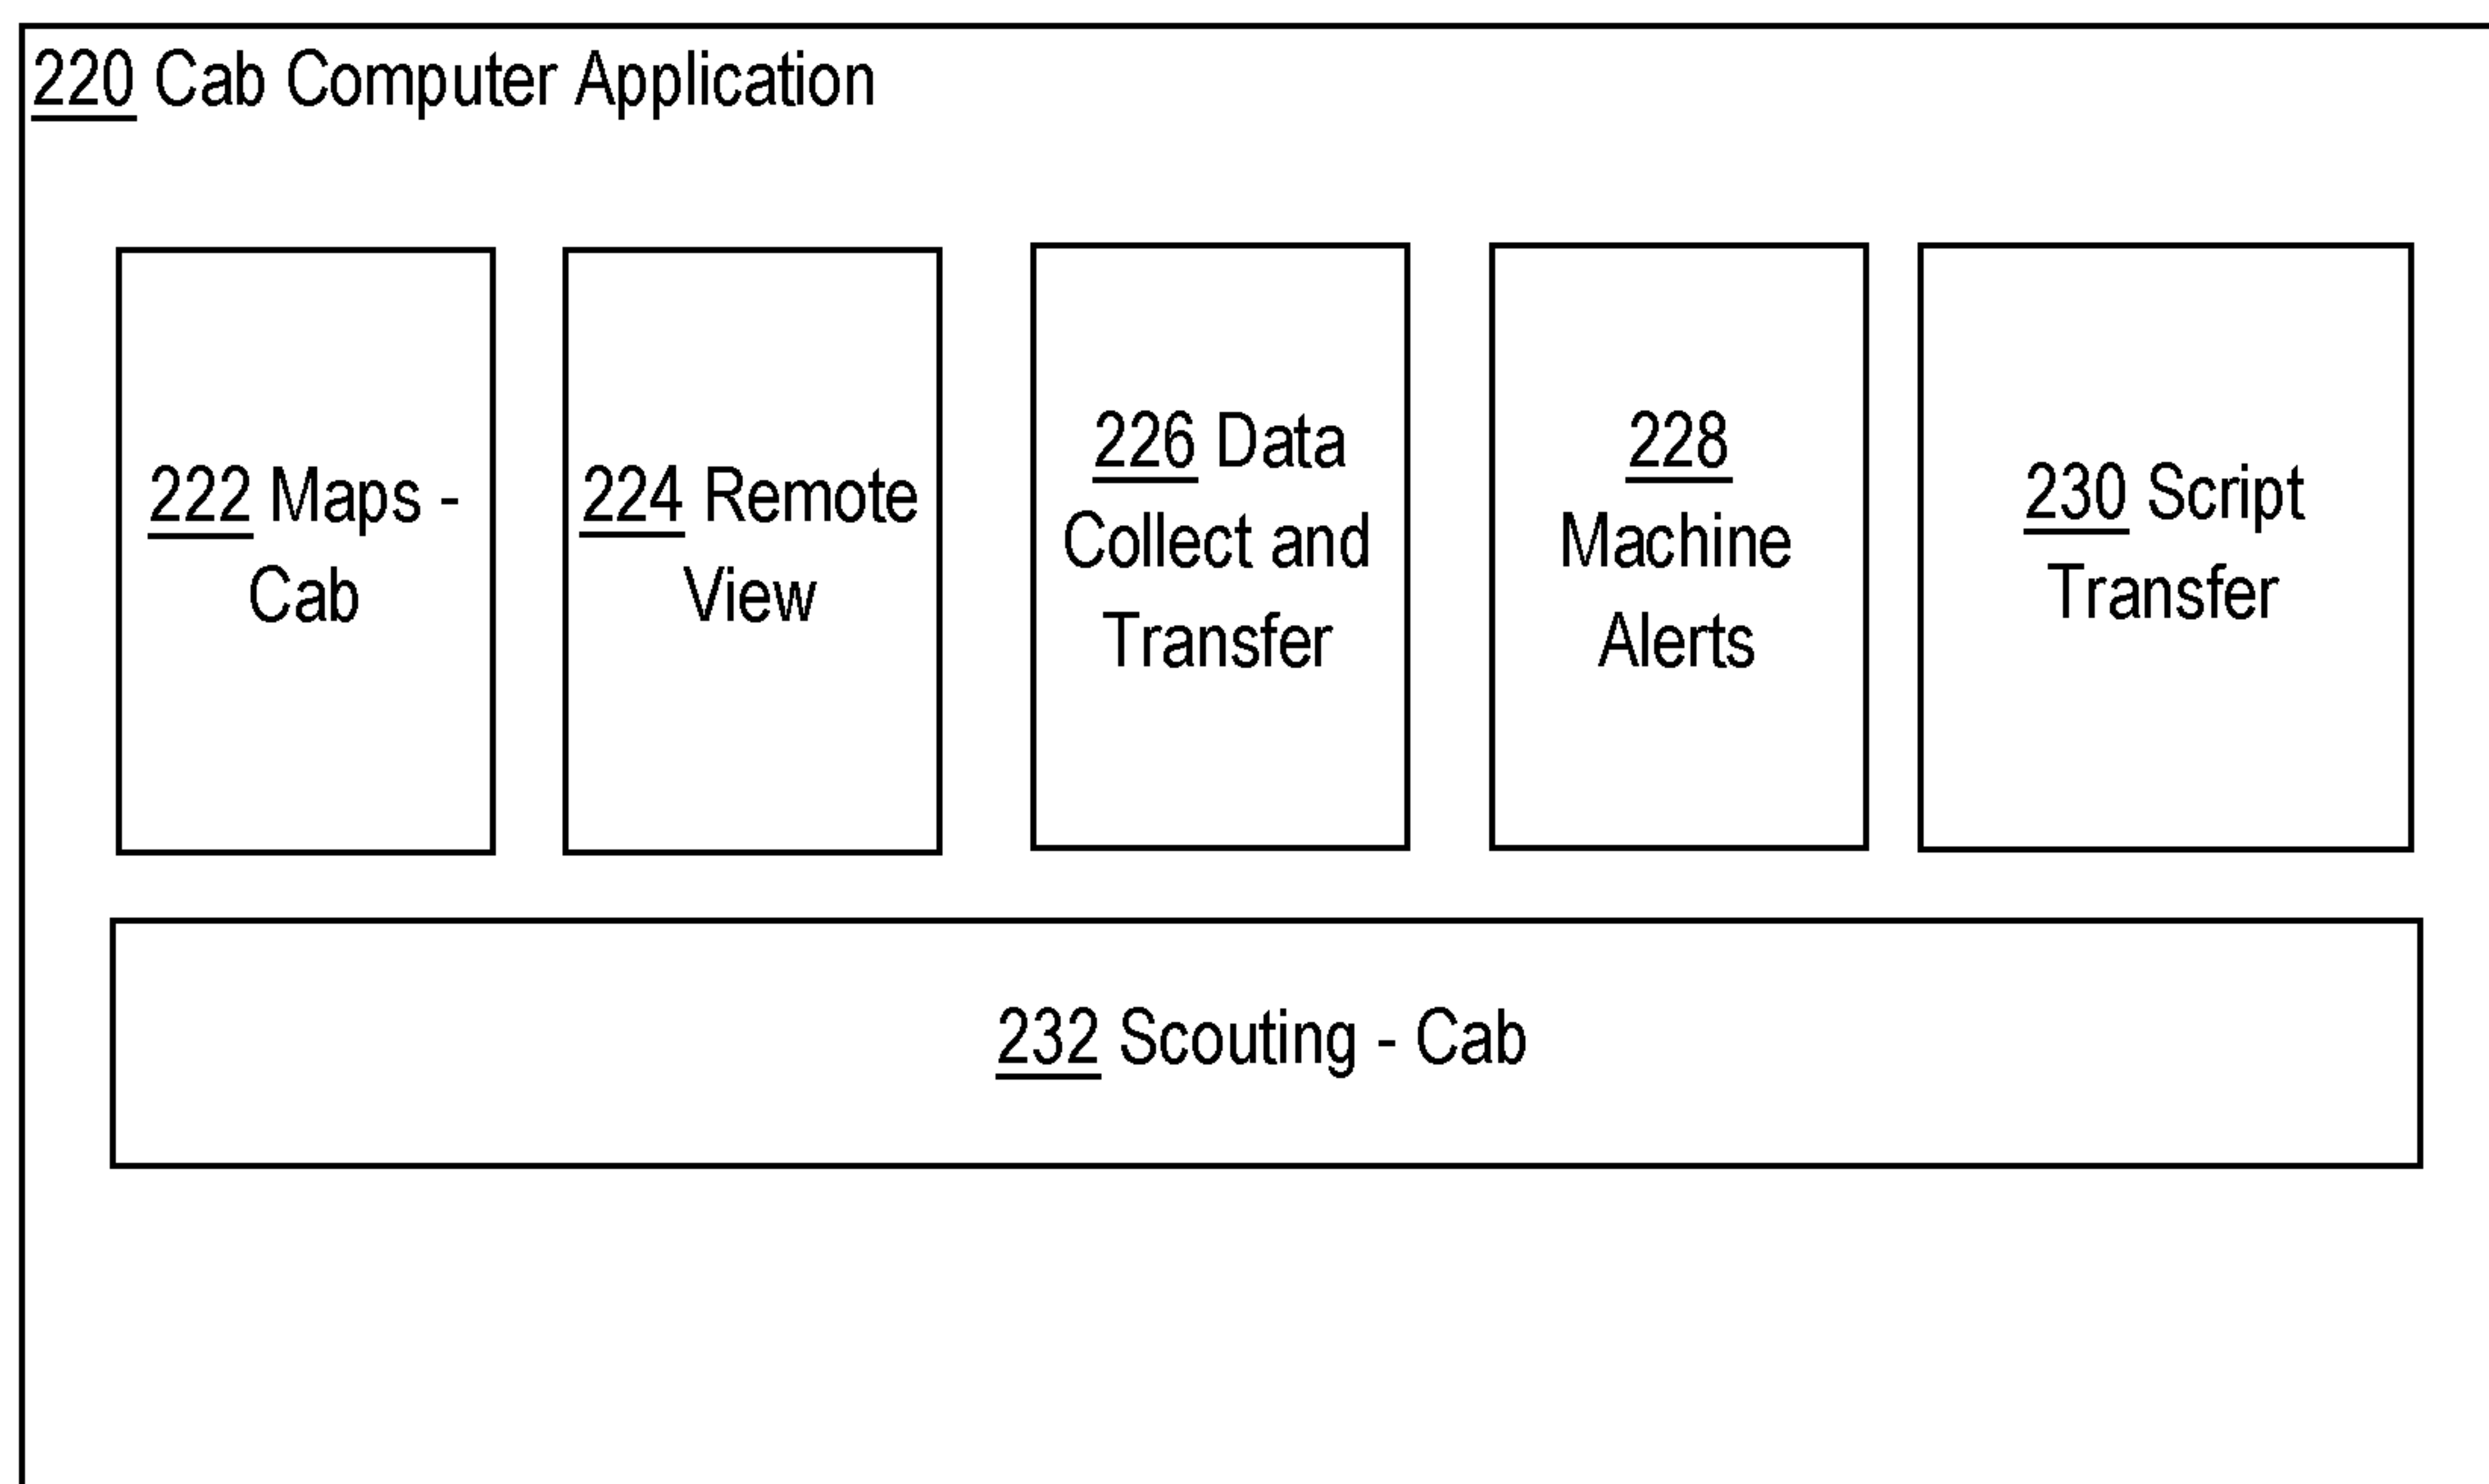 220 Cab Computer Application
222 Maps -
Cab
224 Remote
View
226 Data
Collect and
Transfer
228
Machine
Alerts
230 Script
Transfer
232 Scouting - Cab